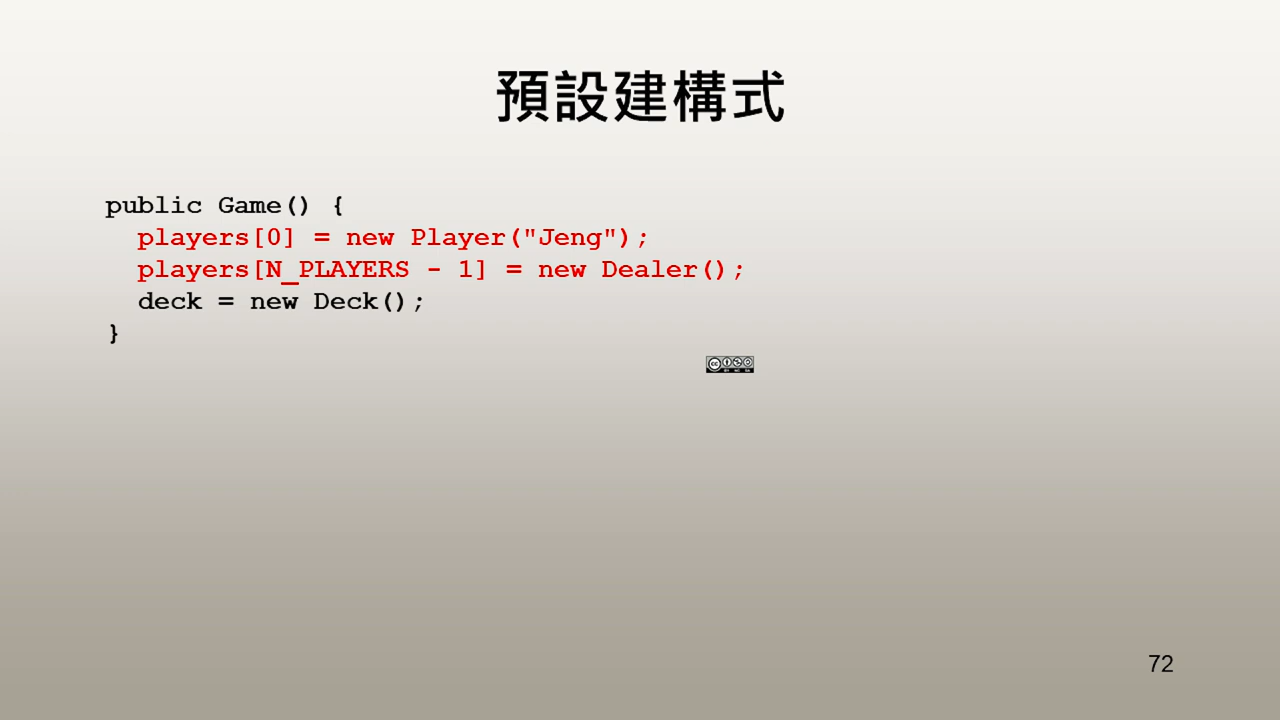 預設建構式
public Game() {
  players[0] = new Player("Jeng");
  players[N_PLAYERS - 1] = new Dealer();
  deck = new Deck();
}
72